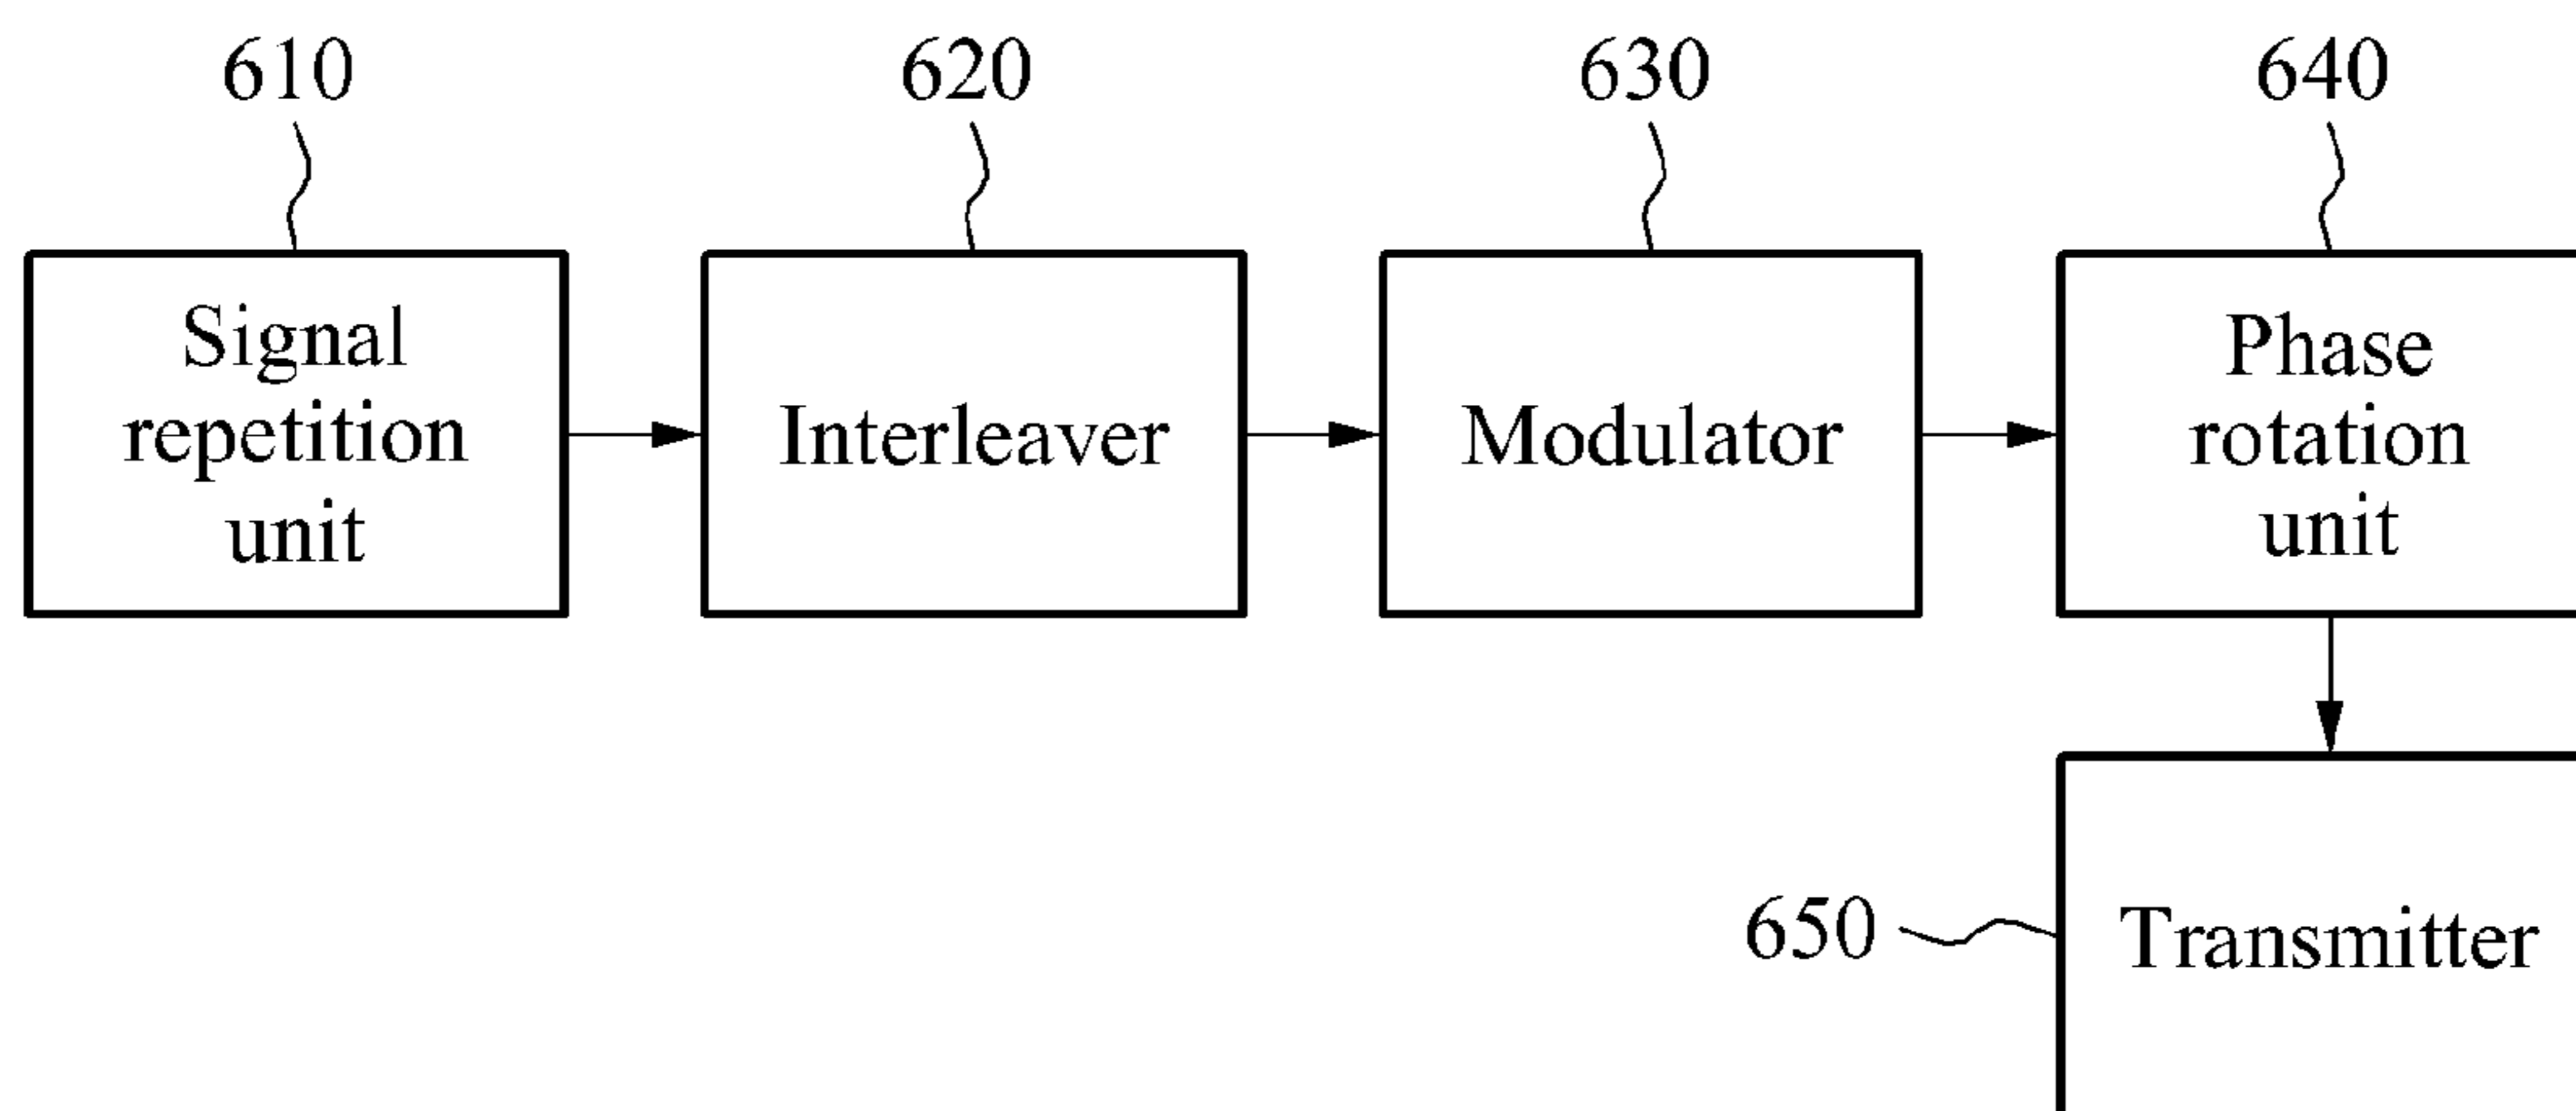 610
620
630
640
Signal
repetition
unit
Interleaver
Modulator
Phase
rotation
unit
650
Transmitter